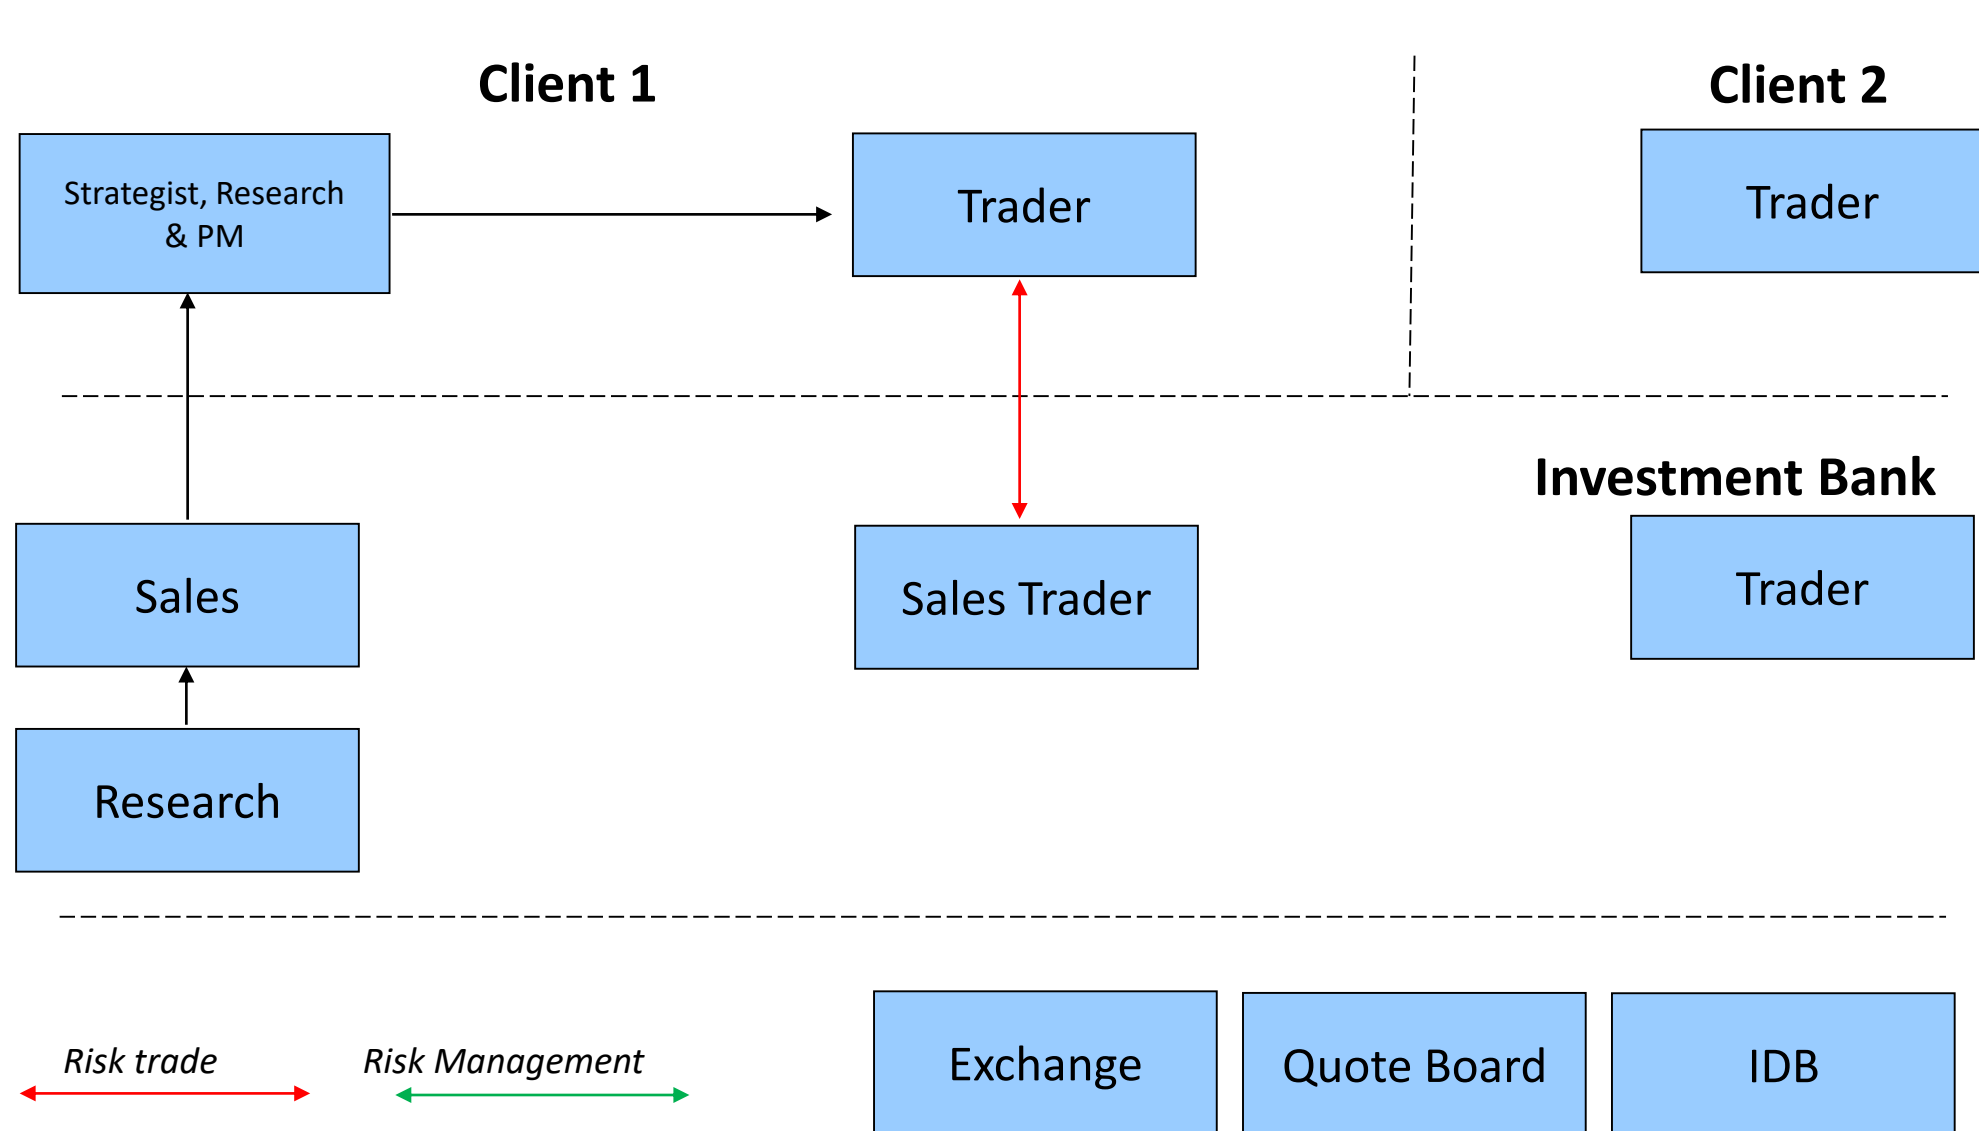 Client 1
Client 2
Strategist, Research
& PM
Trader
Trader
Investment Bank
Sales
Sales Trader
Trader
Research
Risk trade
Risk Management
Exchange
Quote Board
IDB